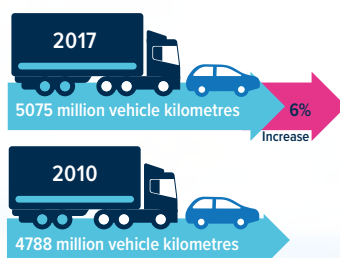 2017
5075 million vehicle kilometres
6%
Increase
2010
4788 million vehicle kilometres